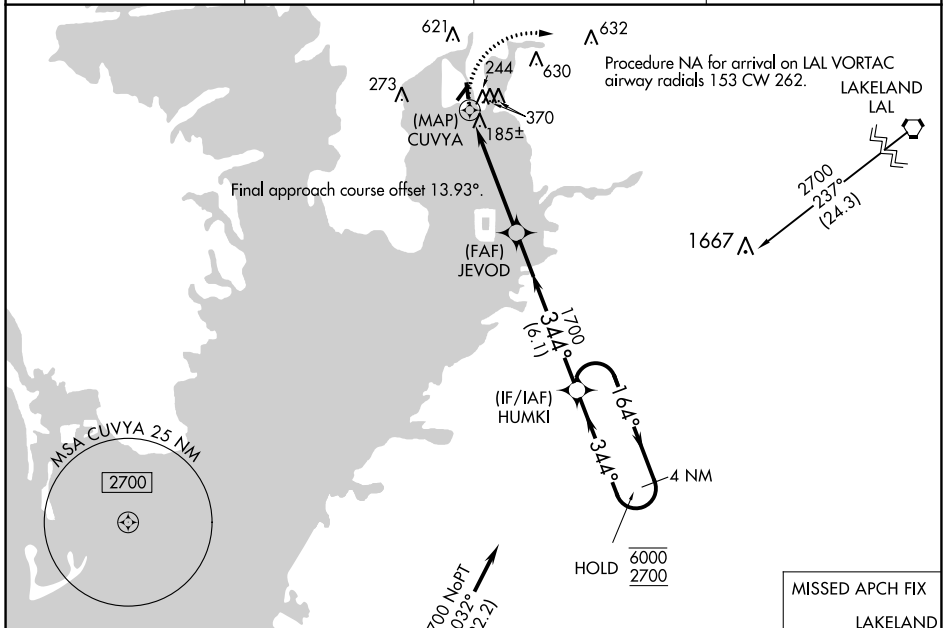 621
632
630
244
273
370
(MAP)
CUVYA
185±
Procedure NA for arrival on LAL VORTAC
airway radials 153 CW 262.
LAKELAND
LAL
2700
237°
(24.3)
1667
Final approach course offset 13.93°.
(FAF)
JEVOD
1700
344°
(6.1)
(IF/IAF)
HUMKI
164°
344°
4 NM
HOLD
6000
2700
MSA CUVYA 25 NM
2700
NoPT
032°
MISSED APCH FIX
LAKELAND